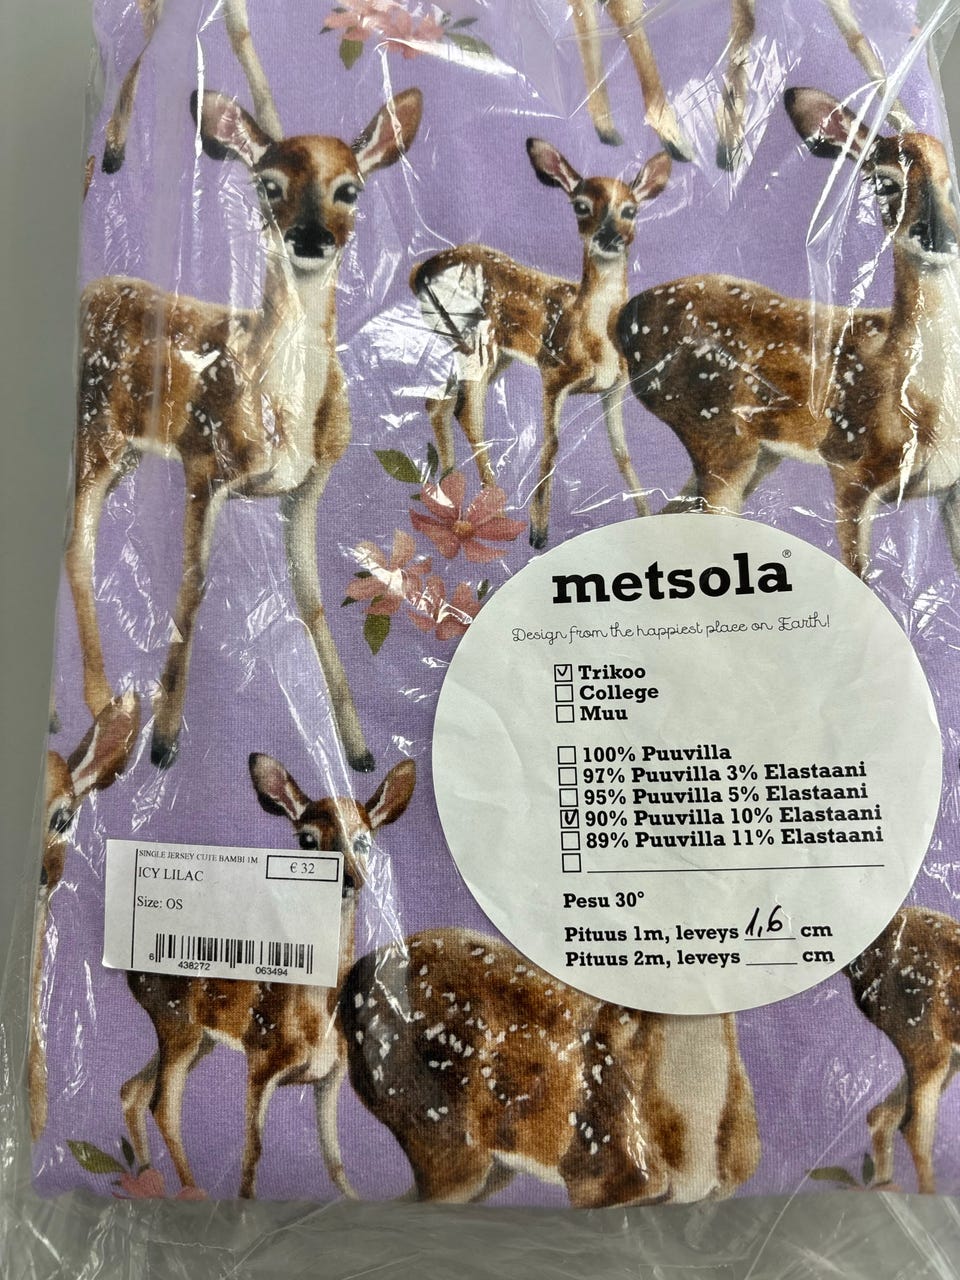 metsola®
Design from the happiest place on Earth!
Trikoo
College
Muu
100% Puuvilla
97% Puuvilla 3% Elastaani
95% Puuvilla 5% Elastaani
90% Puuvilla 10% Elastaani
89% Puuvilla 11% Elastaani
Pesu 30°
Pituus 1m, leveys 1,6 cm
Pituus 2m, leveys ______ cm
SINGLE JERSEY CUTE BAMBI 1M
€ 32
ICY LILAC
Size: OS
6 438272 063494